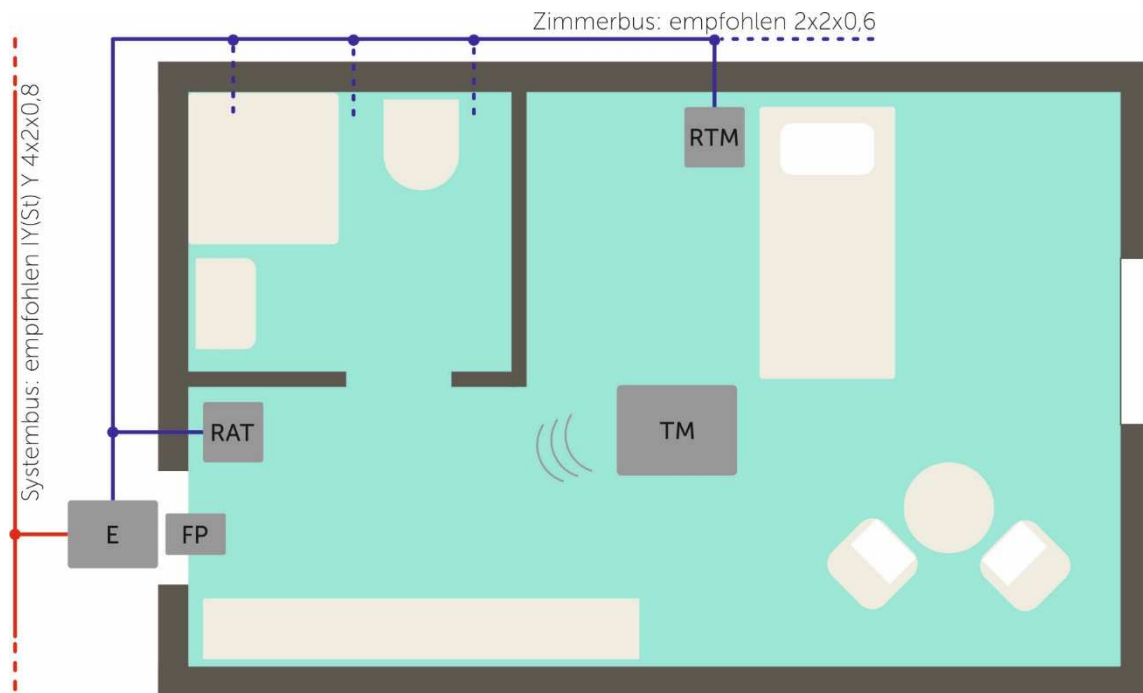 Zimmerbus: empfohlen 2x2x0,6
Systembus: empfohlen IY(St) Y 4x2x0,8
RTM
RAT
TM
E
FP